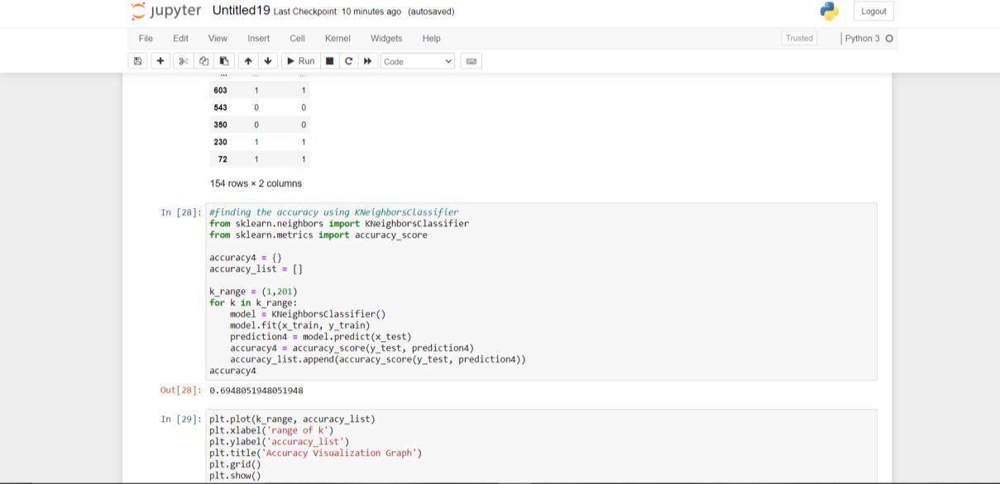 jupyter Untitled19 Last Checkpoint: 10 minutes ago (autosaved) Logout
File Edit View Insert Cell Kernel Widgets Help Trusted Python 3
Run Code
... ... ...
603 1 1
543 0 0
350 0 0
230 1 1
72 1 1
154 rows × 2 columns
In [28]: #finding the accuracy using KNeighborsClassifier
from sklearn.neighbors import KNeighborsClassifier
from sklearn.metrics import accuracy_score
accuracy4 = {}
accuracy_list = []
k_range = (1,201)
for k in k_range:
model = KNeighborsClassifier()
model.fit(x_train, y_train)
prediction4 = model.predict(x_test)
accuracy4 = accuracy_score(y_test, prediction4)
accuracy_list.append(accuracy_score(y_test, prediction4))
accuracy4
Out[28]: 0.6948051948051948
In [29]: plt.plot(k_range, accuracy_list)
plt.xlabel('range of k')
plt.ylabel('accuracy_list')
plt.title('Accuracy Visualization Graph')
plt.grid()
plt.show()